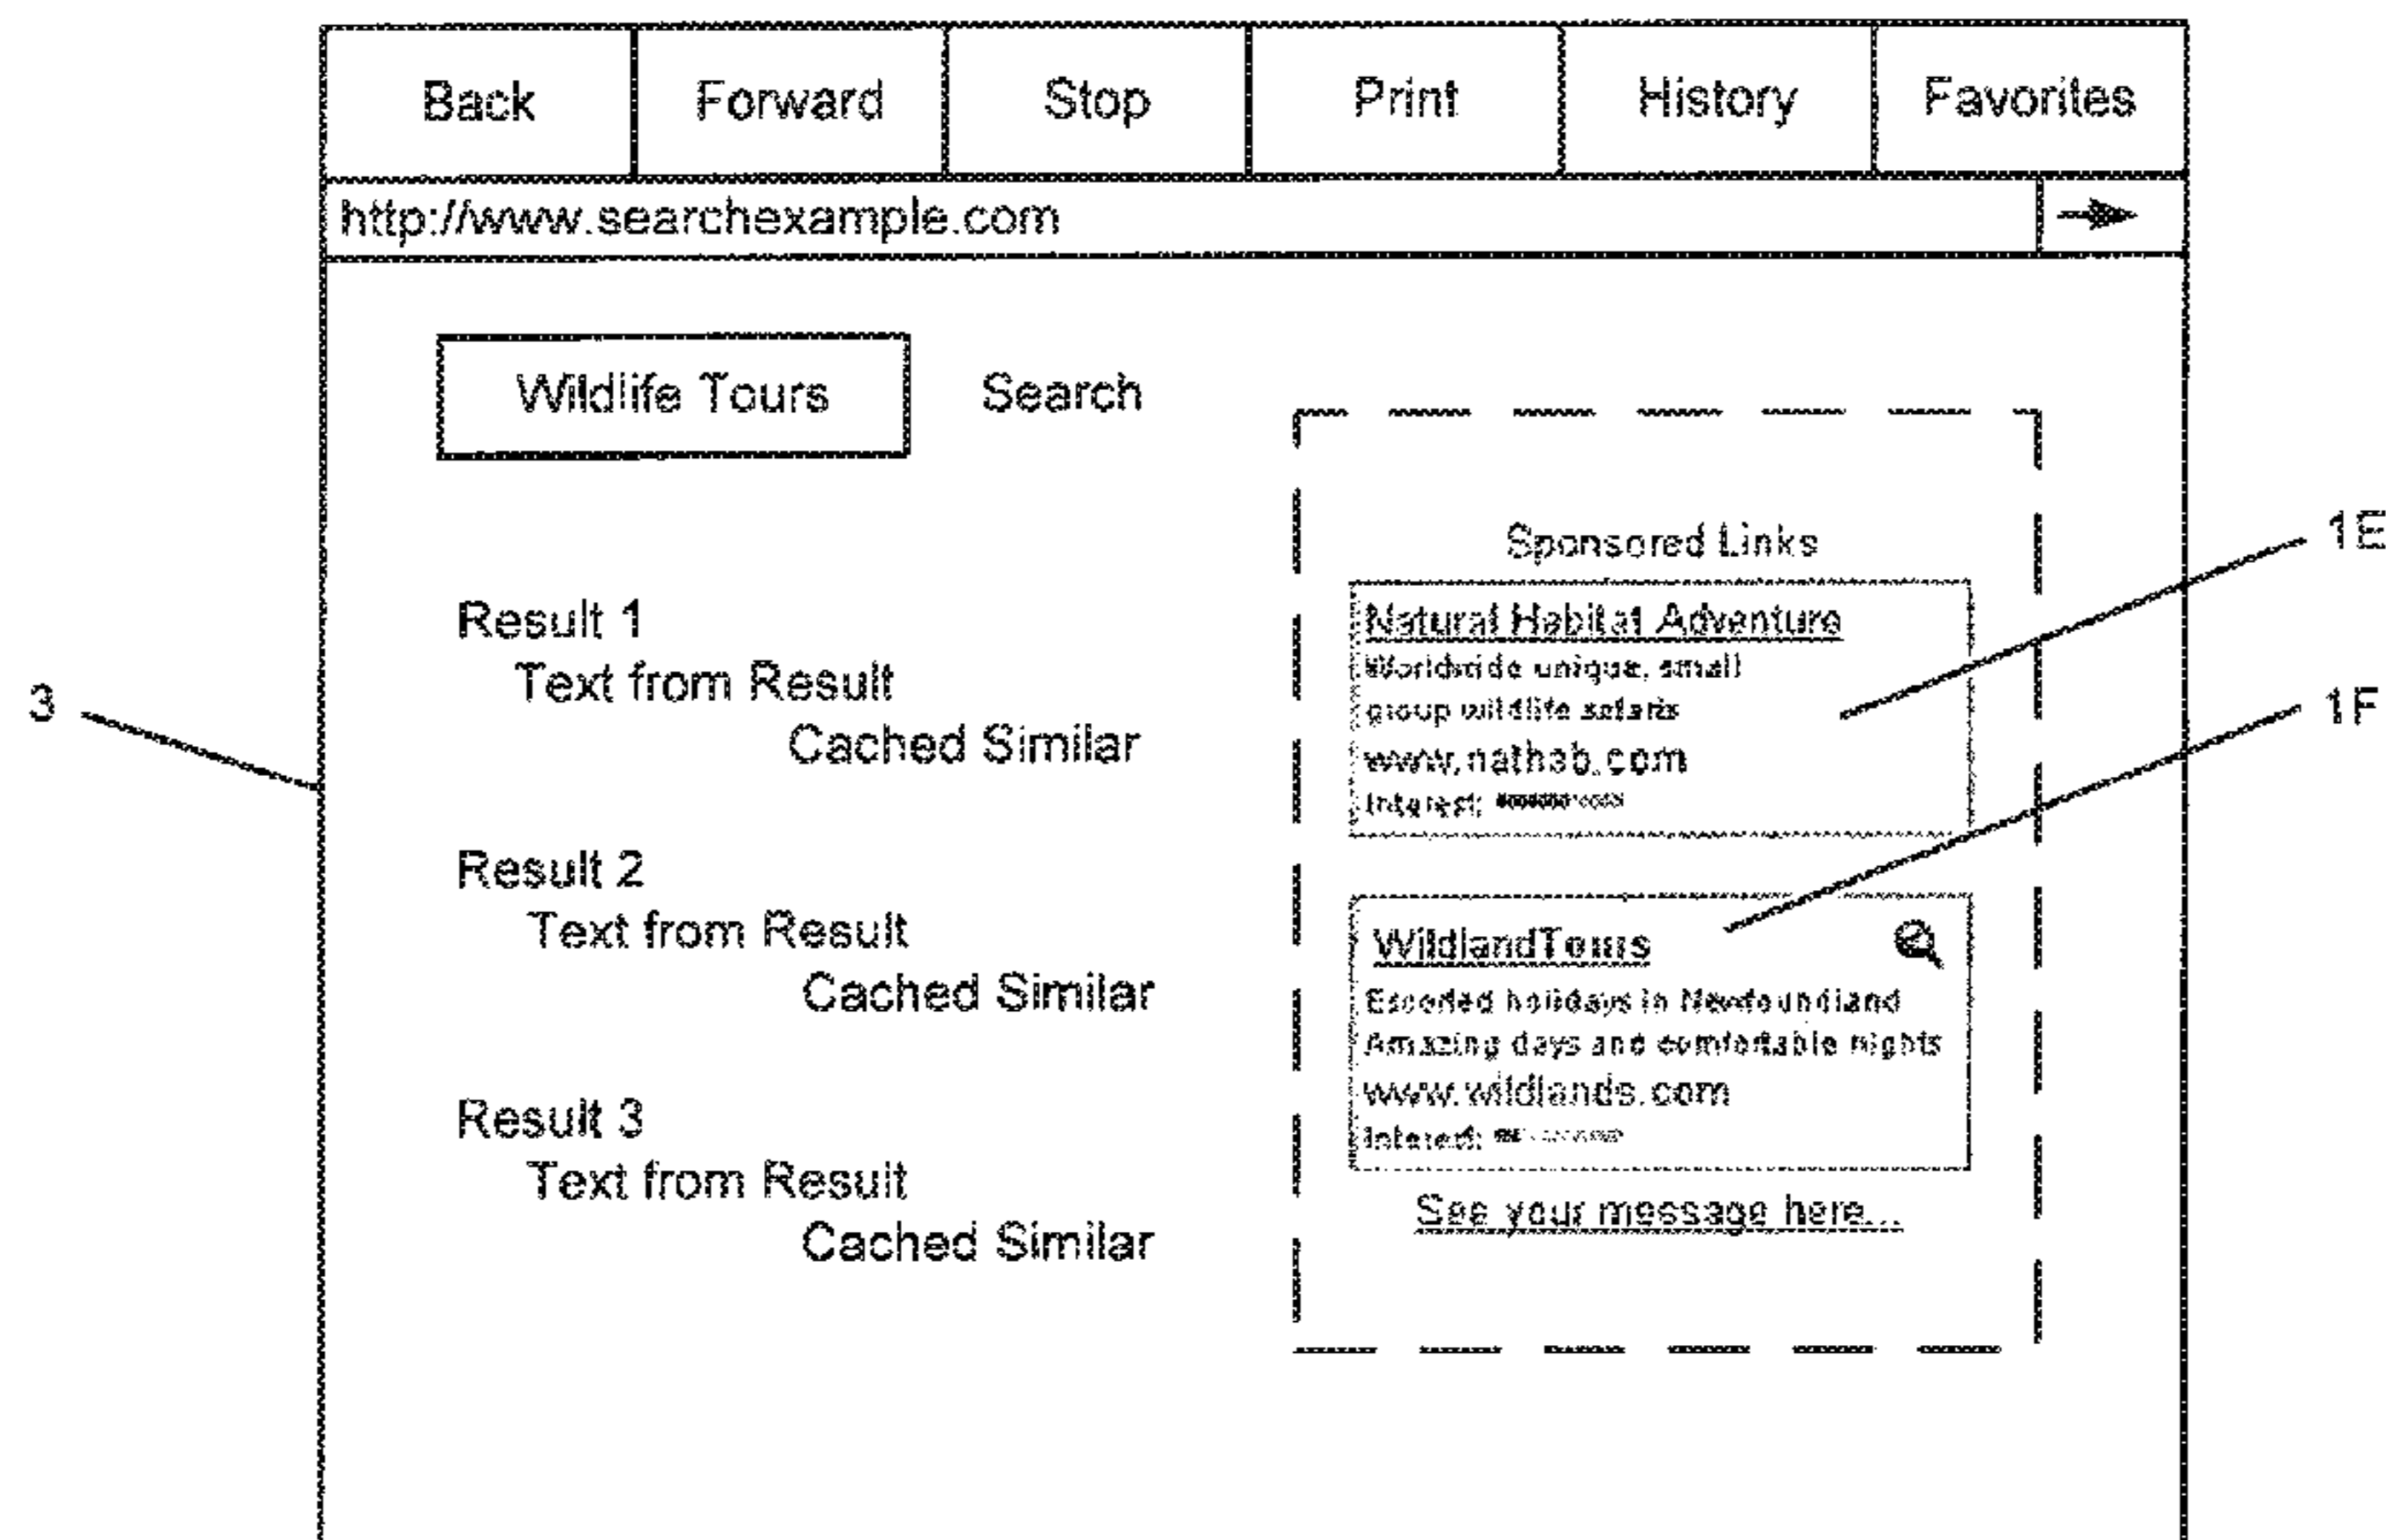 Back Forward Stop Print History Favorites
http://www.searchexample.com
Wildlife Tours Search
Result 1
Text from Result
Cached Similar
Result 2
Text from Result
Cached Similar
Result 3
Text from Result
Cached Similar
Sponsored Links
Natural Habitat Adventure
Worldwide unique, small
group wildlife safaris
www.nathab.com
Interest:
WildlandTours
Escorted holidays in Newfoundland
Amazing days and comfortable nights
www.wildlands.com
Interest:
See your message here...
3
1E
1F